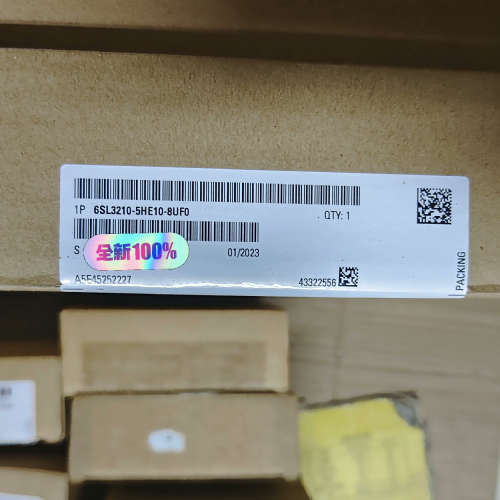 1P 6SL3210-5HE10-8UF0
QTY: 1
S
全新100%
01/2023
A5E45252227
43322556
PACKING